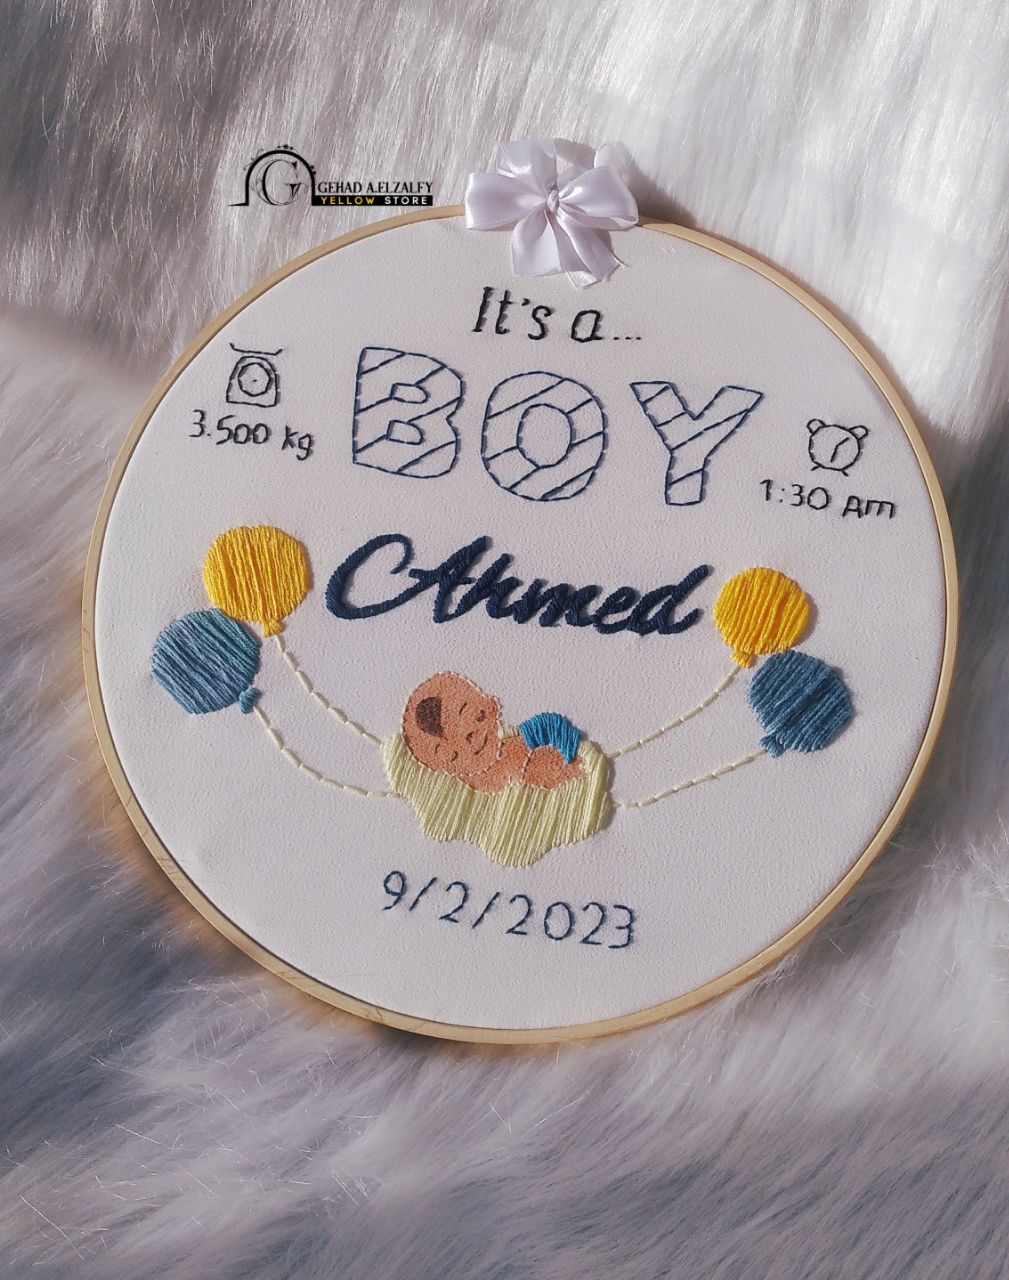 GEHAD A.ELZALFY
YELLOW STORE
It's a...
BOY
3.500 kg
1:30 Am
Ahmed
9/2/2023